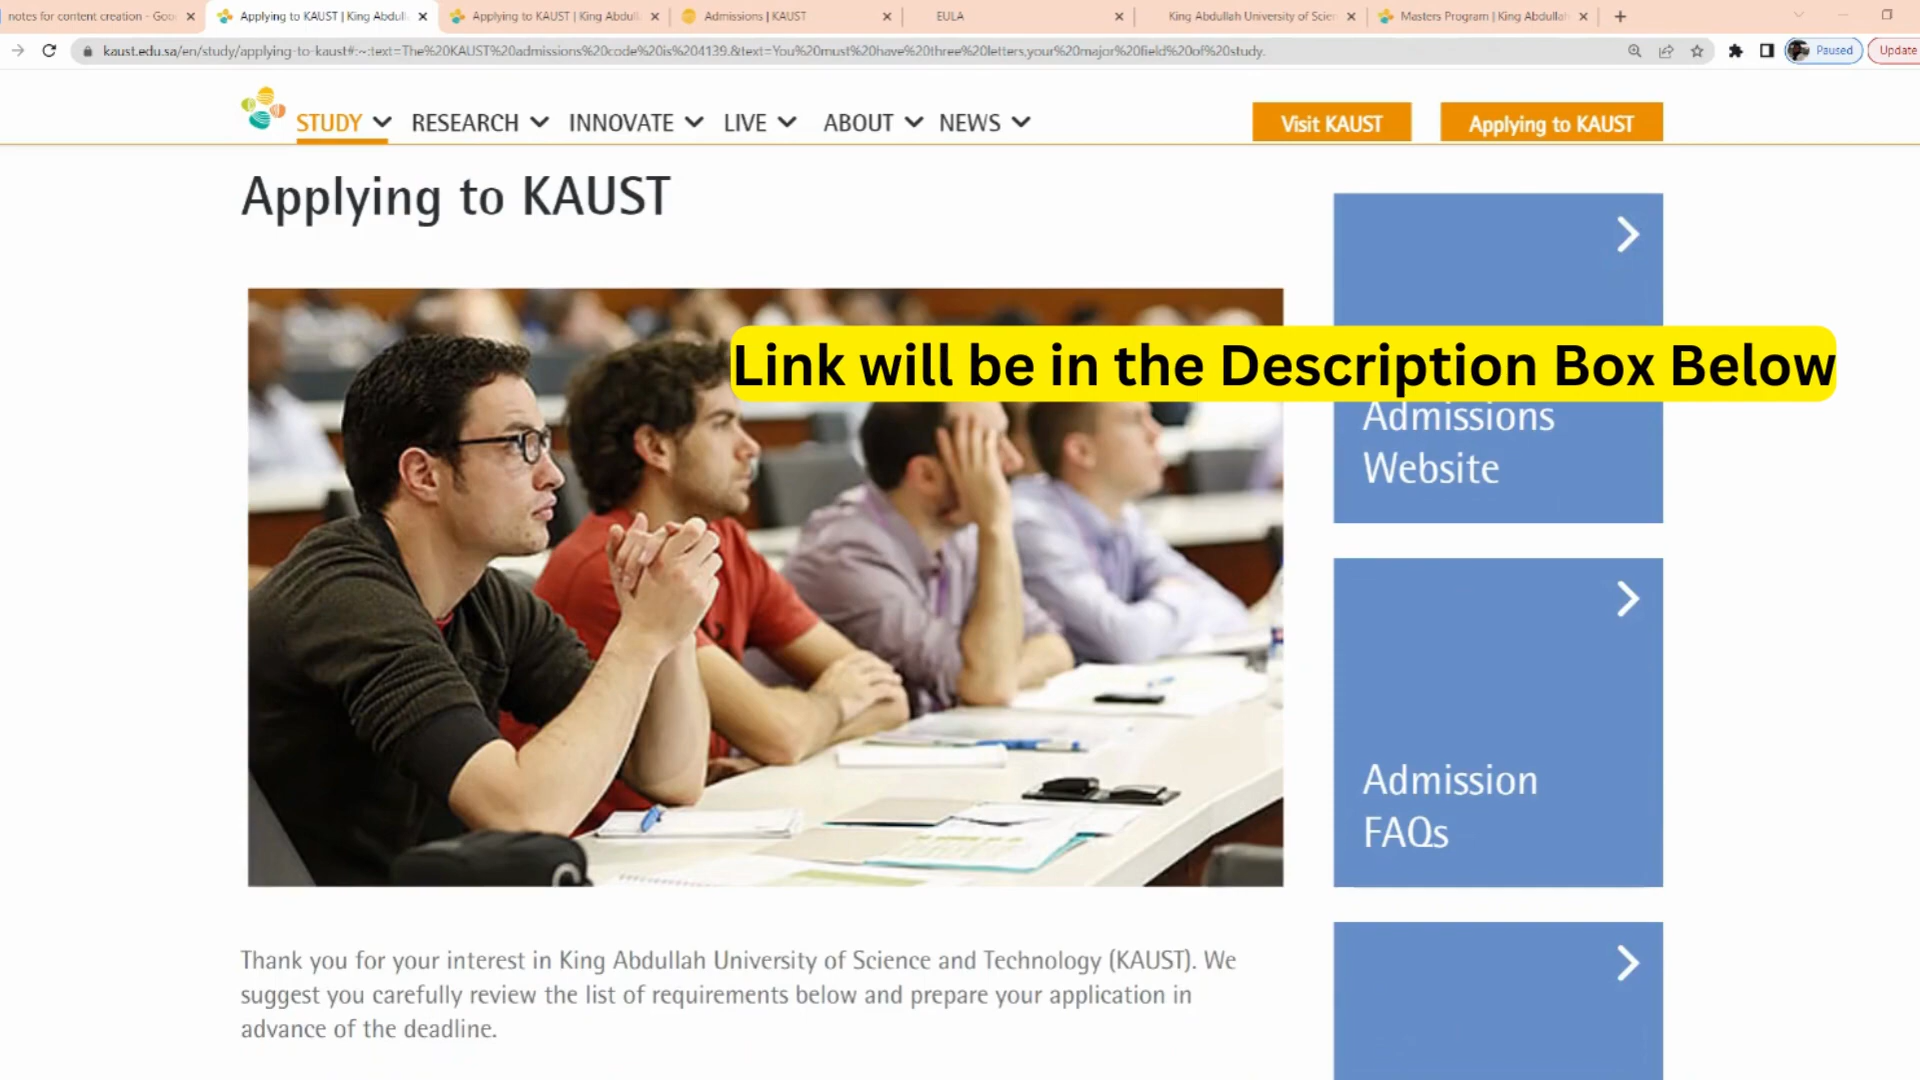 notes for content creation - Goo
Applying to KAUST | King Abdull
Applying to KAUST | King Abdul
Admissions | KAUST
EULA
King Abdullah University of Scien
Masters Program | King Abdullah
kaust.edu.sa/en/study/applying-to-kaust#:~:text=The%20KAUST%20admissions%20code%20is%204139.&text=You%20must%20have%20three%20letters,your%20major%20field%20of%20study.
Paused
Update
STUDY RESEARCH INNOVATE LIVE ABOUT NEWS
Visit KAUST
Applying to KAUST
Applying to KAUST
Link will be in the Description Box Below
Admissions
Website
Admission
FAQs
Thank you for your interest in King Abdullah University of Science and Technology (KAUST). We
suggest you carefully review the list of requirements below and prepare your application in
advance of the deadline.